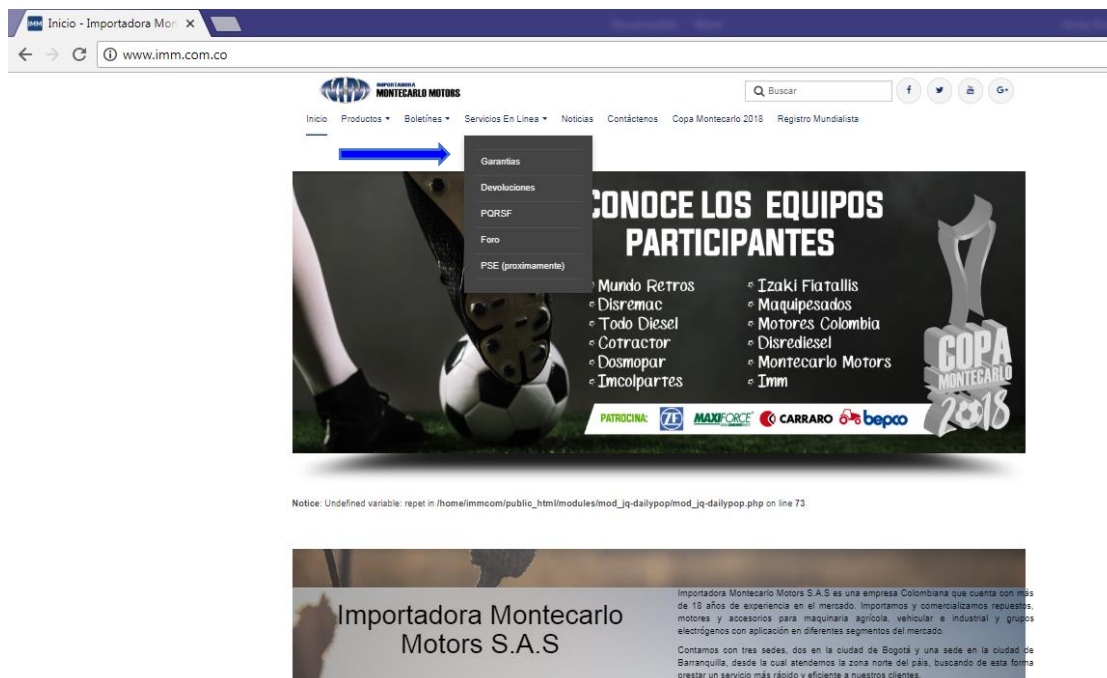 IMM Inicio - Importadora Mon
www.imm.com.co
IMPORTADORA
MONTECARLO MOTORS
Buscar
f
G+
Inicio Productos Boletínes Servicios En Linea Noticias Contáctenos Copa Montecarlo 2018 Registro Mundialista
Garantias
Devoluciones
PQRSF
Foro
PSE (proximamente)
CONOCE LOS EQUIPOS
PARTICIPANTES
Mundo Retros
Disremac
Todo Diesel
Cotractor
Dosmopar
Imcolpartes
Izaki Fiatallis
Maquipesados
Motores Colombia
Disrediesel
Montecarlo Motors
Imm
COPA
MONTECARLO
2018
PATROCINA: ZF MAXIFORCE CARRARO bepco
Notice: Undefined variable: repet in /home/immcom/public_html/modules/mod_jq-dailypop/mod_jq-dailypop.php on line 73
Importadora Montecarlo
Motors S.A.S
Importadora Montecarlo Motors S.A.S es una empresa Colombiana que cuenta con más
de 18 años de experiencia en el mercado. Importamos y comercializamos repuestos,
motores y accesorios para maquinaria agrícola, vehicular e industrial y grupos
electrógenos con aplicación en diferentes segmentos del mercado.
Contamos con tres sedes, dos en la ciudad de Bogotá y una sede en la ciudad de
Barranquilla, desde la cual atendemos la zona norte del páis, buscando de esta forma
prestar un servicio más rápido y eficiente a nuestros clientes.